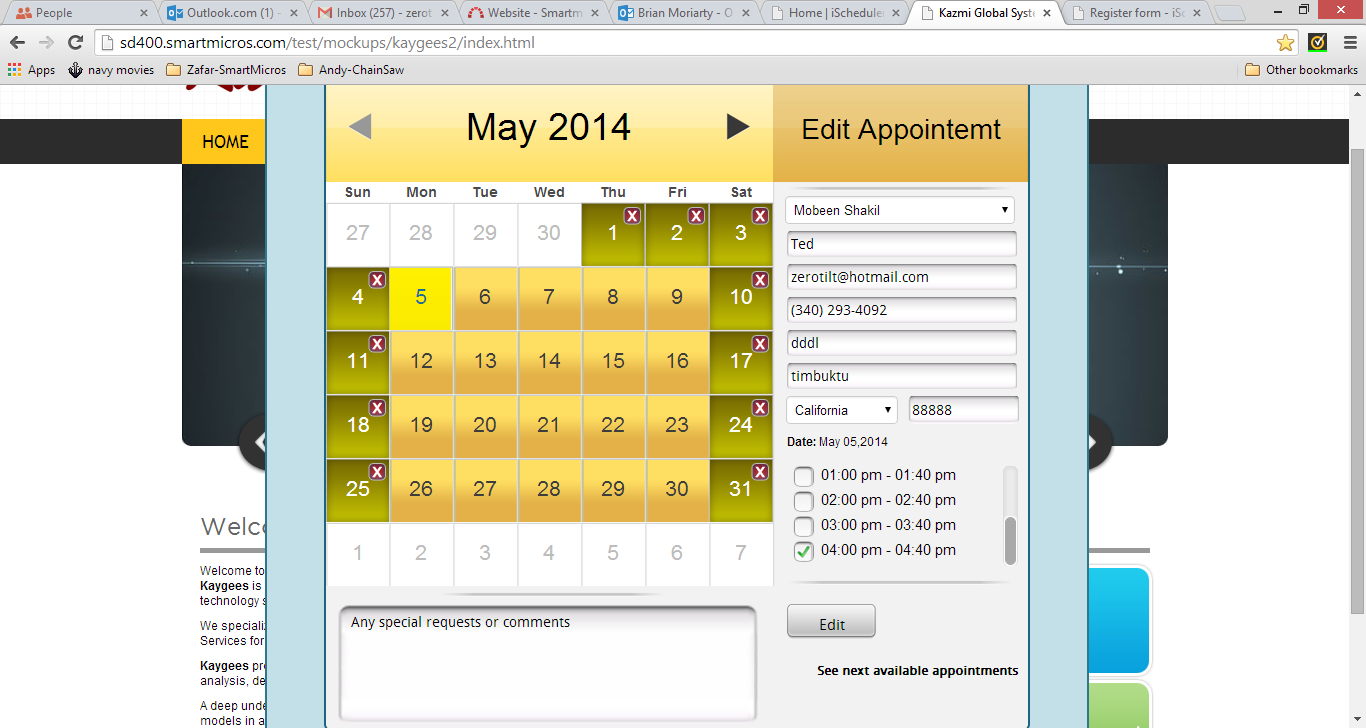 People
Outlook.com (1) -
Inbox (257) - zerot
Website - Smartm
Brian Moriarty - O
Home | iScheduler
Kazmi Global Syst
Register form - iSc
sd400.smartmicros.com/test/mockups/kaygees2/index.html
Apps
navy movies
Zafar-SmartMicros
Andy-ChainSaw
Other bookmarks
HOME
May 2014
Edit Appointemt
Sun Mon Tue Wed Thu Fri Sat
27 28 29 30 1 X 2 X 3 X
4 X 5 6 7 8 9 10 X
11 X 12 13 14 15 16 17 X
18 X 19 20 21 22 23 24 X
25 X 26 27 28 29 30 31 X
1 2 3 4 5 6 7
Mobeen Shakil
Ted
zerotilt@hotmail.com
(340) 293-4092
dddl
timbuktu
California 88888
Date: May 05,2014
01:00 pm - 01:40 pm
02:00 pm - 02:40 pm
03:00 pm - 03:40 pm
04:00 pm - 04:40 pm
Any special requests or comments
Edit
See next available appointments
Welc
Welcome to
Kaygees is
technology s
We speciali
Services for
Kaygees pr
analysis, de
A deep unde
models in a